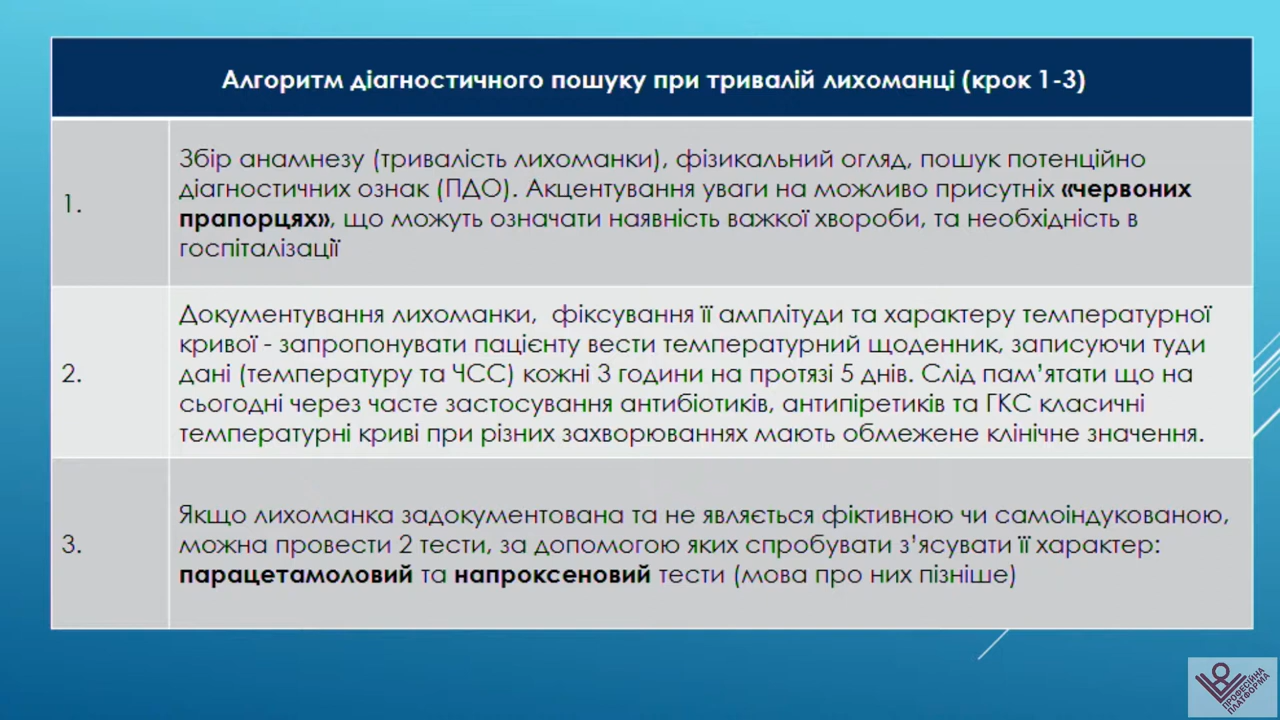 Алгоритм діагностичного пошуку при тривалій лихоманці (крок 1-3)
1.
Збір анамнезу (тривалість лихоманки), фізикальний огляд, пошук потенційно
діагностичних ознак (ПДО). Акцентування уваги на можливо присутніх «червоних
прапорцях», що можуть означати наявність важкої хвороби, та необхідність в
госпіталізації
2.
Документування лихоманки, фіксування її амплітуди та характеру температурної
кривої - запропонувати пацієнту вести температурний щоденник, записуючи туди
дані (температуру та ЧСС) кожні 3 години на протязі 5 днів. Слід пам’ятати що на
сьогодні через часте застосування антибіотиків, антипіретиків та ГКС класичні
температурні криві при різних захворюваннях мають обмежене клінічне значення.
3.
Якщо лихоманка задокументована та не являється фіктивною чи самоіндукованою,
можна провести 2 тести, за допомогою яких спробувати з’ясувати її характер:
парацетамоловий та напроксеновий тести (мова про них пізніше)
ПРОФЕСІЙНА
ПЛАТФОРМА